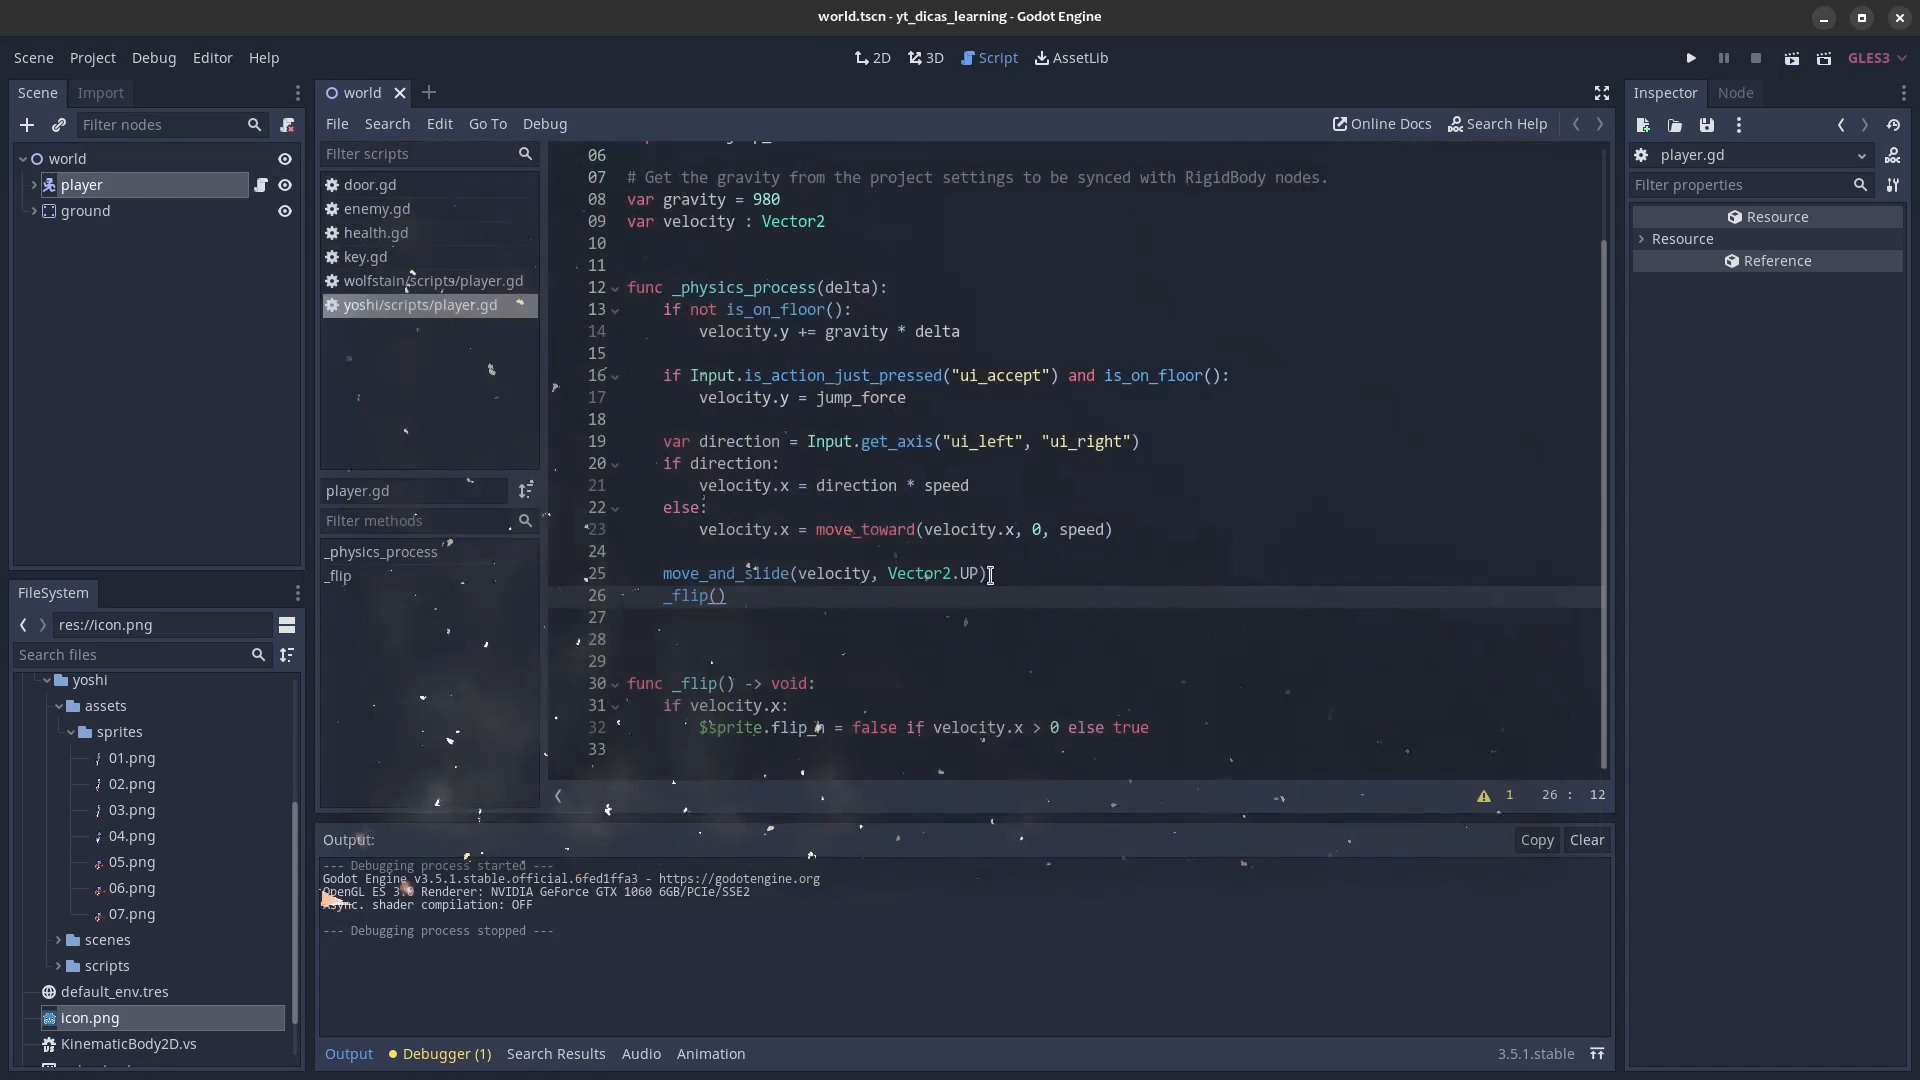 world.tscn - yt_dicas_learning - Godot Engine
Scene Project Debug Editor Help
2D 3D Script AssetLib
GLES3
Scene Import
Filter nodes
world
player
ground
FileSystem
res://icon.png
Search files
yoshi
assets
sprites
01.png
02.png
03.png
04.png
05.png
06.png
07.png
scenes
scripts
default_env.tres
icon.png
KinematicBody2D.vs
world
File Search Edit Go To Debug
Online Docs Search Help
Filter scripts
door.gd
enemy.gd
health.gd
key.gd
wolfstain/scripts/player.gd
yoshi/scripts/player.gd
player.gd
Filter methods
_physics_process
_flip
06
07 # Get the gravity from the project settings to be synced with RigidBody nodes.
08 var gravity = 980
09 var velocity : Vector2
10
11
12 func _physics_process(delta):
13 if not is_on_floor():
14 velocity.y += gravity * delta
15
16 if Input.is_action_just_pressed("ui_accept") and is_on_floor():
17 velocity.y = jump_force
18
19 var direction = Input.get_axis("ui_left", "ui_right")
20 if direction:
21 velocity.x = direction * speed
22 else:
23 velocity.x = move_toward(velocity.x, 0, speed)
24
25 move_and_slide(velocity, Vector2.UP)
26 _flip()
27
28
29
30 func _flip() -> void:
31 if velocity.x:
32 $sprite.flip_h = false if velocity.x > 0 else true
33
1 26 : 12
Output:
Copy Clear
--- Debugging process started ---
Godot Engine v3.5.1.stable.official.6fed1ffa3 - https://godotengine.org
OpenGL ES 3.0 Renderer: NVIDIA GeForce GTX 1060 6GB/PCIe/SSE2
Async. shader compilation: OFF
--- Debugging process stopped ---
Output Debugger (1) Search Results Audio Animation
3.5.1.stable
Inspector Node
player.gd
Filter properties
Resource
Resource
Reference